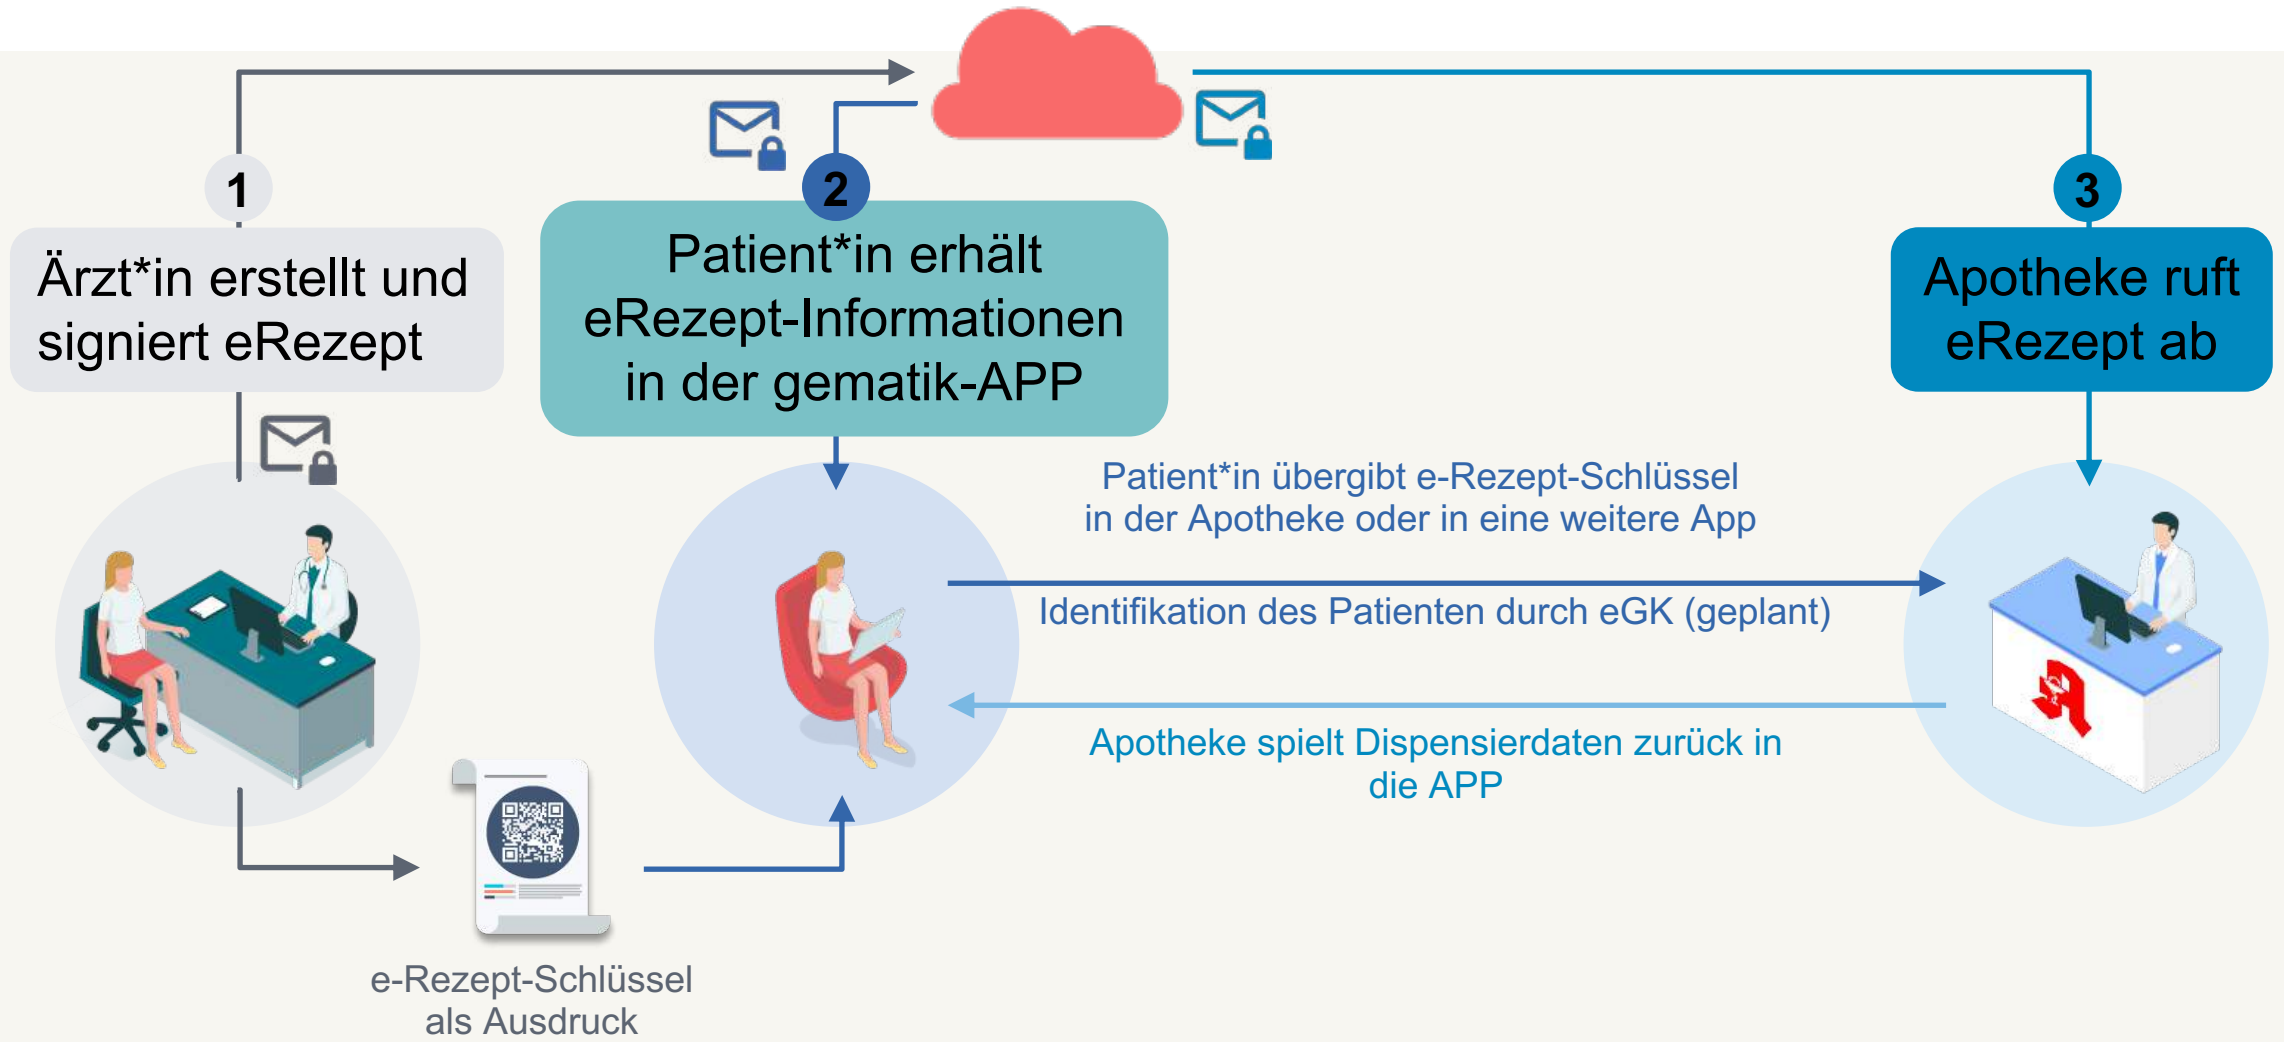 1
Ärzt*in erstellt und
signiert eRezept
2
Patient*in erhält
eRezept-Informationen
in der gematik-APP
3
Apotheke ruft
eRezept ab
Patient*in übergibt e-Rezept-Schlüssel
in der Apotheke oder in eine weitere App
Identifikation des Patienten durch eGK (geplant)
Apotheke spielt Dispensierdaten zurück in
die APP
e-Rezept-Schlüssel
als Ausdruck